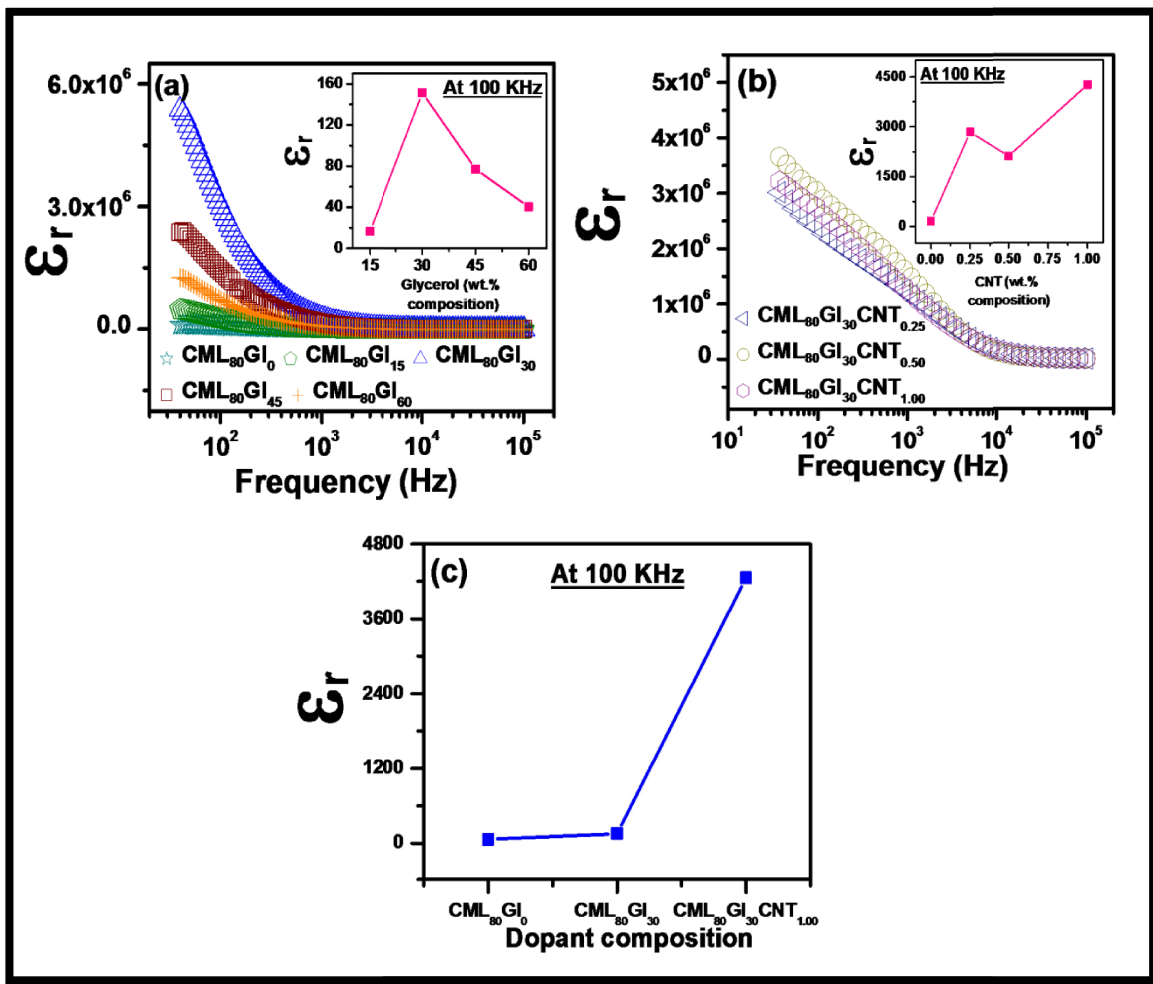 (a)
6.0x10⁶
3.0x10⁶
0.0
εr
160
120
80
40
0
εr
At 100 KHz
15 30 45 60
Glycerol (wt.%
composition)
CML₈₀Gl₀ CML₈₀Gl₁₅ CML₈₀Gl₃₀
CML₈₀Gl₄₅ CML₈₀Gl₆₀
10² 10³ 10⁴ 10⁵
Frequency (Hz)
(b)
5x10⁶
4x10⁶
3x10⁶
2x10⁶
1x10⁶
0
εr
4500
3000
1500
0
εr
At 100 KHz
0.00 0.25 0.50 0.75 1.00
CNT (wt.%
composition)
CML₈₀Gl₃₀CNT₀.₂₅
CML₈₀Gl₃₀CNT₀.₅₀
CML₈₀Gl₃₀CNT₁.₀₀
10¹ 10² 10³ 10⁴ 10⁵
Frequency (Hz)
(c)
At 100 KHz
4800
3600
2400
1200
0
εr
CML₈₀Gl₀ CML₈₀Gl₃₀ CML₈₀Gl₃₀CNT₁.₀₀
Dopant composition